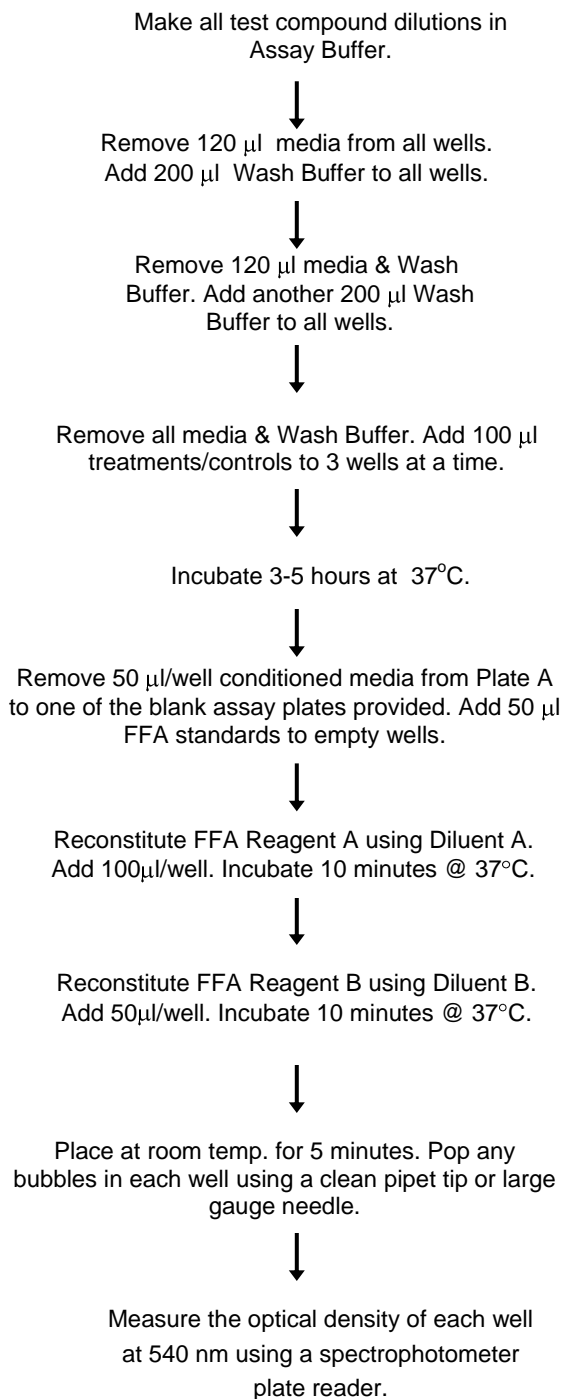 Make all test compound dilutions in
Assay Buffer.
Remove 120 μl media from all wells.
Add 200 μl Wash Buffer to all wells.
Remove 120 μl media & Wash
Buffer. Add another 200 μl Wash
Buffer to all wells.
Remove all media & Wash Buffer. Add 100 μl
treatments/controls to 3 wells at a time.
Incubate 3-5 hours at 37°C.
Remove 50 μl/well conditioned media from Plate A
to one of the blank assay plates provided. Add 50 μl
FFA standards to empty wells.
Reconstitute FFA Reagent A using Diluent A.
Add 100μl/well. Incubate 10 minutes @ 37°C.
Reconstitute FFA Reagent B using Diluent B.
Add 50μl/well. Incubate 10 minutes @ 37°C.
Place at room temp. for 5 minutes. Pop any
bubbles in each well using a clean pipet tip or large
gauge needle.
Measure the optical density of each well
at 540 nm using a spectrophotometer
plate reader.